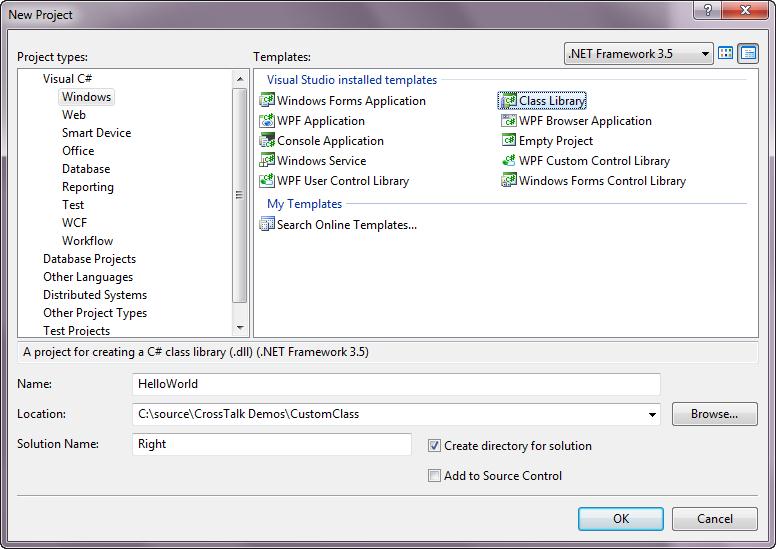 New Project
Project types:
Templates:
.NET Framework 3.5
Visual C#
Windows
Web
Smart Device
Office
Database
Reporting
Test
WCF
Workflow
Database Projects
Other Languages
Distributed Systems
Other Project Types
Test Projects
Visual Studio installed templates
Windows Forms Application
Class Library
WPF Application
WPF Browser Application
Console Application
Empty Project
Windows Service
WPF Custom Control Library
WPF User Control Library
Windows Forms Control Library
My Templates
Search Online Templates...
A project for creating a C# class library (.dll) (.NET Framework 3.5)
Name:
HelloWorld
Location:
C:\source\CrossTalk Demos\CustomClass
Browse...
Solution Name:
Right
Create directory for solution
Add to Source Control
OK
Cancel